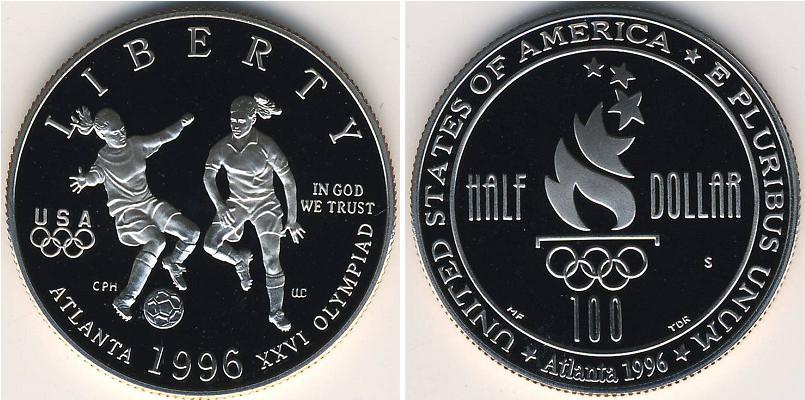 LIBERTY
IN GOD
WE TRUST
USA
CPH
LLC
ATLANTA 1996 XXVI OLYMPIAD
UNITED STATES OF AMERICA ★ E PLURIBUS UNUM ★
HALF DOLLAR
S
100
MF
TDR
Atlanta 1996 ★